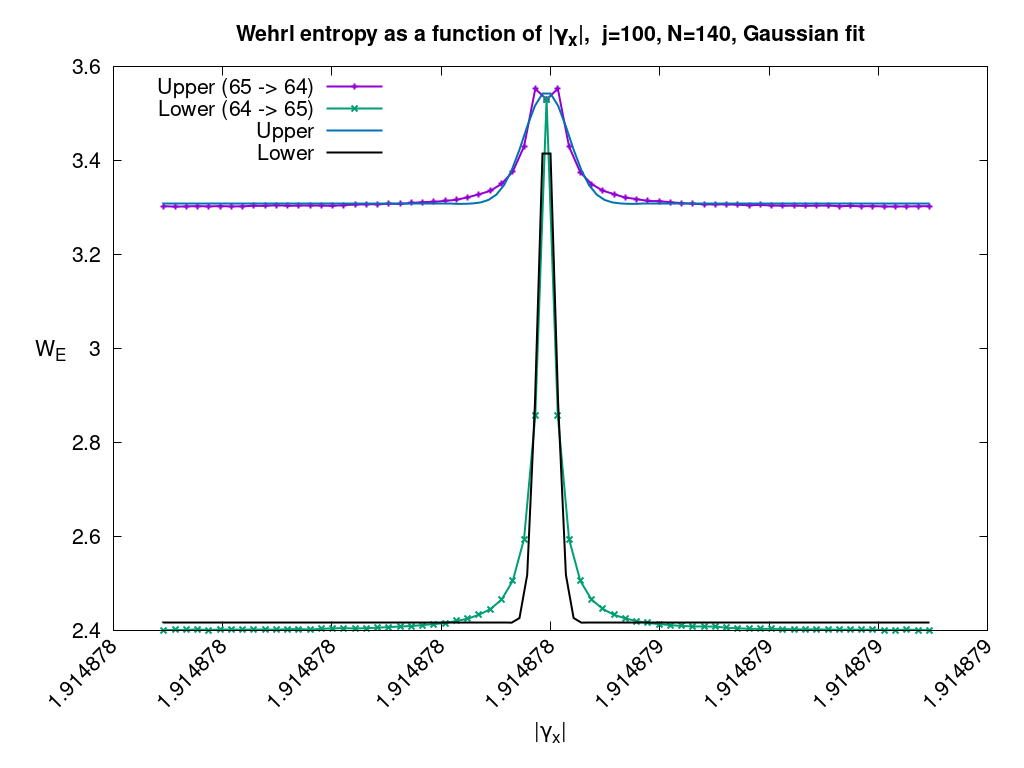 Wehrl entropy as a function of |γx|, j=100, N=140, Gaussian fit
Upper (65 -> 64)
Lower (64 -> 65)
Upper
Lower
3.6
3.4
3.2
3
2.8
2.6
2.4
WE
1.914878
1.914878
1.914878
1.914878
1.914878
1.914879
1.914879
1.914879
1.914879
|γx|